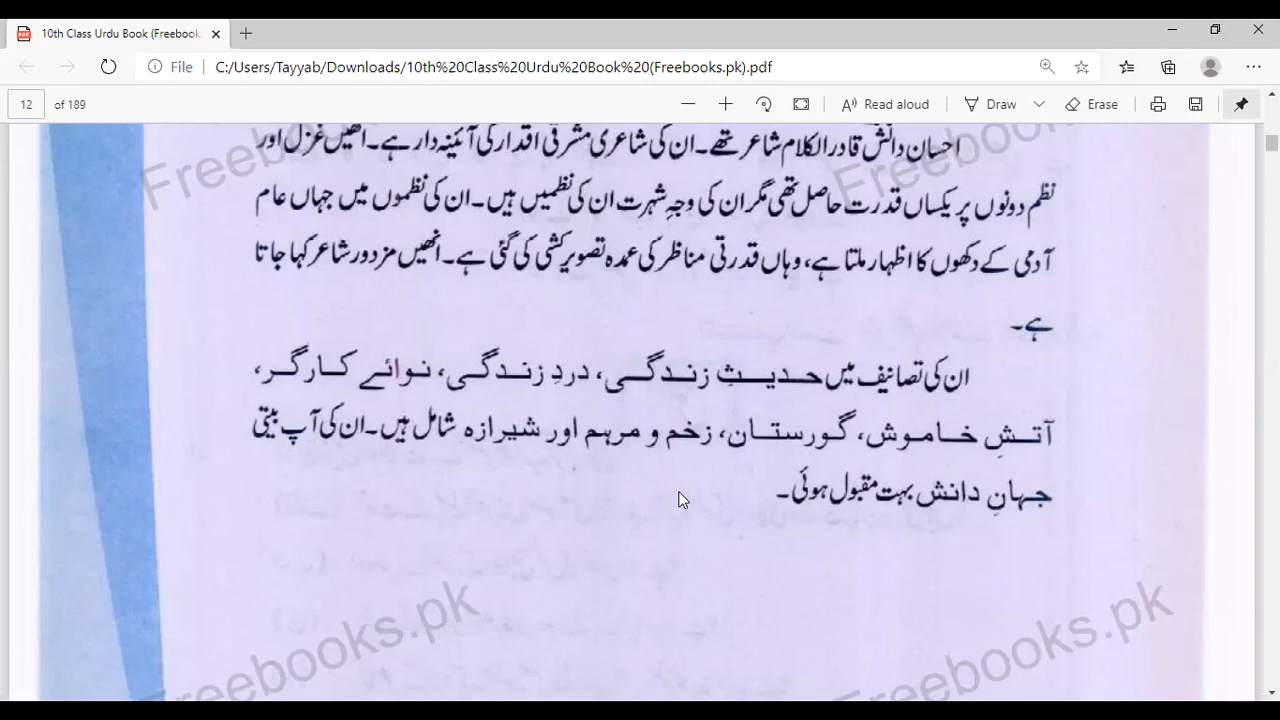 10th Class Urdu Book (Freebook
File C:/Users/Tayyab/Downloads/10th%20Class%20Urdu%20Book%20(Freebooks.pk).pdf
12 of 189 Read aloud Draw Erase
احسان دانش قادر الکلام شاعر تھے۔ ان کی شاعری مشرقی اقدار کی آئینہ دار ہے۔ انھیں غزل اور
نظم دونوں پر یکساں قدرت حاصل تھی مگر ان کی وجہِ شہرت ان کی نظمیں ہیں۔ ان کی نظموں میں جہاں عام
آدمی کے دکھوں کا اظہار ملتا ہے، وہاں قدرتی مناظر کی عمدہ تصویر کشی کی گئی ہے۔ انھیں مزدور شاعر کہا جاتا
ہے۔
ان کی تصانیف میں حدیثِ زندگی، دردِ زندگی، نوائے کارگر،
آتشِ خاموش، گورستان، زخم و مرہم اور شیرازہ شامل ہیں۔ ان کی آپ بیتی
جہانِ دانش بہت مقبول ہوئی۔
Freebooks.pk
Freebooks.pk